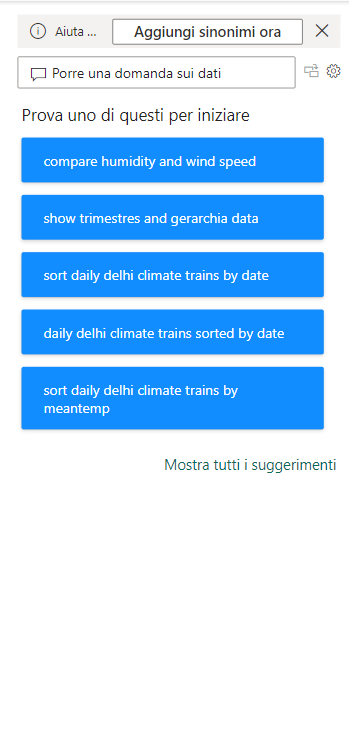 Aiuta ...
Aggiungi sinonimi ora
Porre una domanda sui dati
Prova uno di questi per iniziare
compare humidity and wind speed
show trimestres and gerarchia data
sort daily delhi climate trains by date
daily delhi climate trains sorted by date
sort daily delhi climate trains by
meantemp
Mostra tutti i suggerimenti